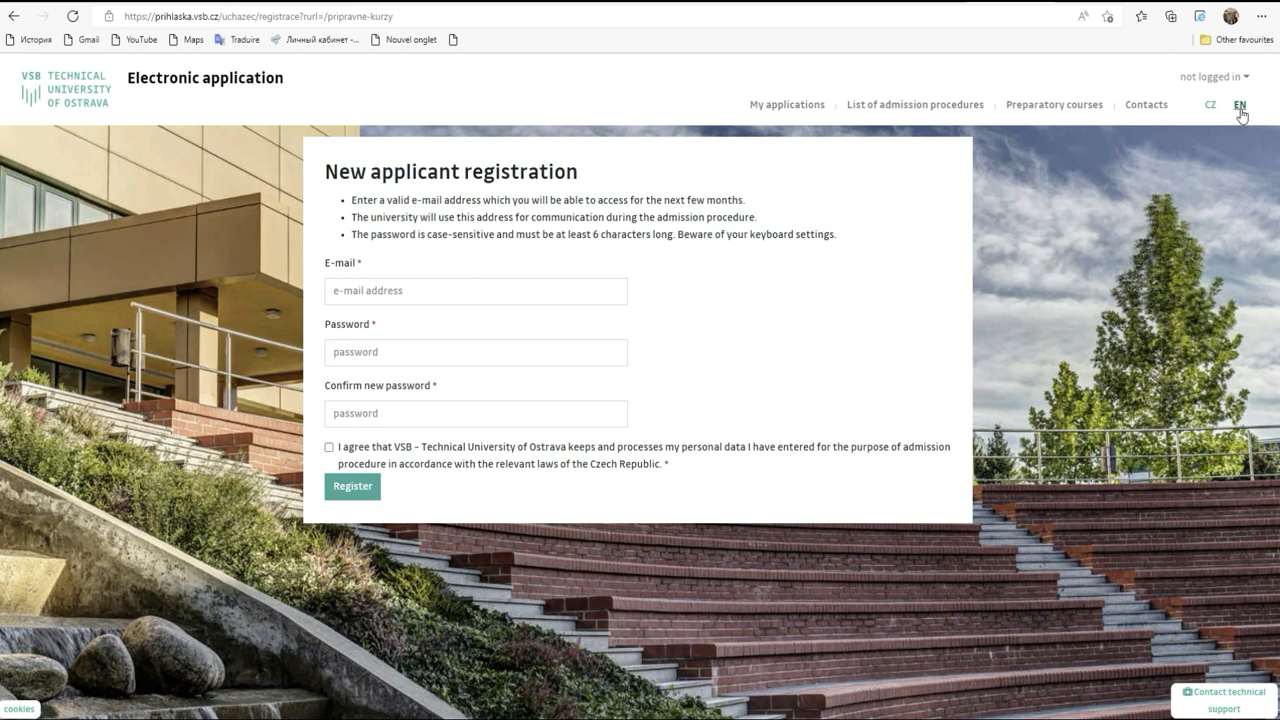 https://prihlaska.vsb.cz/uchazec/registrace?rurl=/pripravne-kurzy
История Gmail YouTube Maps Traduire Личный кабинет -... Nouvel onglet Other favourites
VSB TECHNICAL
UNIVERSITY
OF OSTRAVA
Electronic application
not logged in
My applications List of admission procedures Preparatory courses Contacts CZ EN
New applicant registration
• Enter a valid e-mail address which you will be able to access for the next few months.
• The university will use this address for communication during the admission procedure.
• The password is case-sensitive and must be at least 6 characters long. Beware of your keyboard settings.
E-mail *
e-mail address
Password *
password
Confirm new password *
password
I agree that VSB - Technical University of Ostrava keeps and processes my personal data I have entered for the purpose of admission
procedure in accordance with the relevant laws of the Czech Republic. *
Register
cookies
Contact technical
support